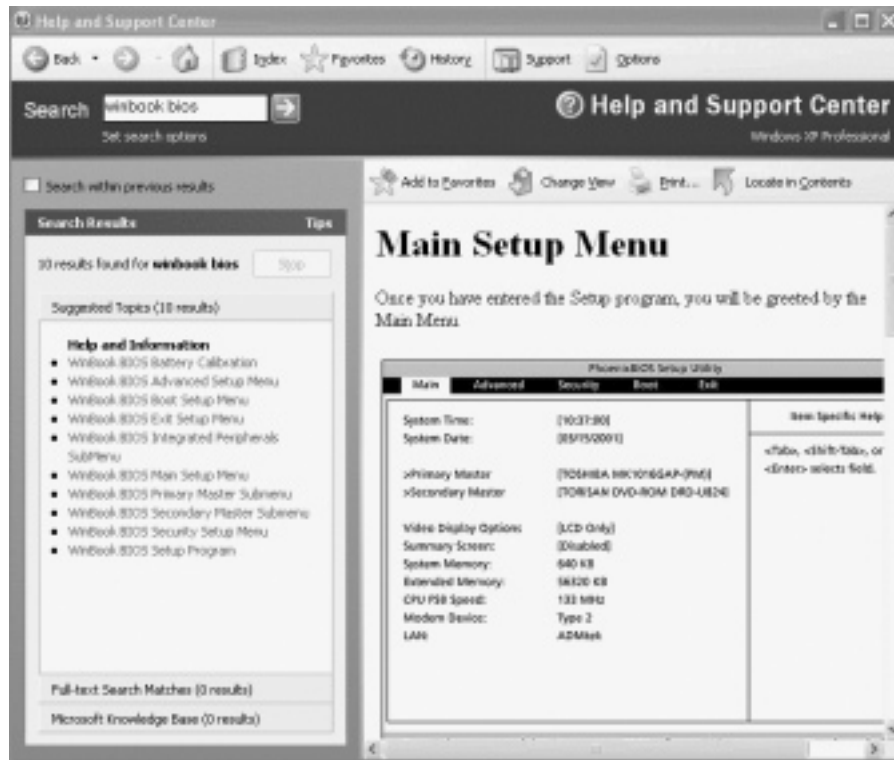 Help and Support Center
Back Index Favorites History Support Options
Search winbook bios
Set search options
Help and Support Center
Windows XP Professional
Search within previous results
Search Results Tips
10 results found for winbook bios Stop
Suggested Topics (10 results)
Help and Information
WinBook BIOS Battery Calibration
WinBook BIOS Advanced Setup Menu
WinBook BIOS Boot Setup Menu
WinBook BIOS Exit Setup Menu
WinBook BIOS Integrated Peripherals
SubMenu
WinBook BIOS Main Setup Menu
WinBook BIOS Primary Master Submenu
WinBook BIOS Secondary Master Submenu
WinBook BIOS Security Setup Menu
WinBook BIOS Setup Program
Full-text Search Matches (0 results)
Microsoft Knowledge Base (0 results)
Add to Favorites Change View Print... Locate in Contents
Main Setup Menu
Once you have entered the Setup program, you will be greeted by the
Main Menu
PhoenixBIOS Setup Utility
Main Advanced Security Boot Exit
System Time: [10:37:00]
System Date: [03/15/2001]
>Primary Master [TOSHIBA MK1016GAP-(PM)]
>Secondary Master [TORISAN DVD-ROM DRD-U824]
Video Display Options [LCD Only]
Summary Screen: [Disabled]
System Memory: 640 KB
Extended Memory: 56320 KB
CPU FSB Speed: 133 MHz
Modem Device: Type 2
LAN: ADMtek
Item Specific Help
<Tab>, <Shift-Tab>, or
<Enter> selects field.